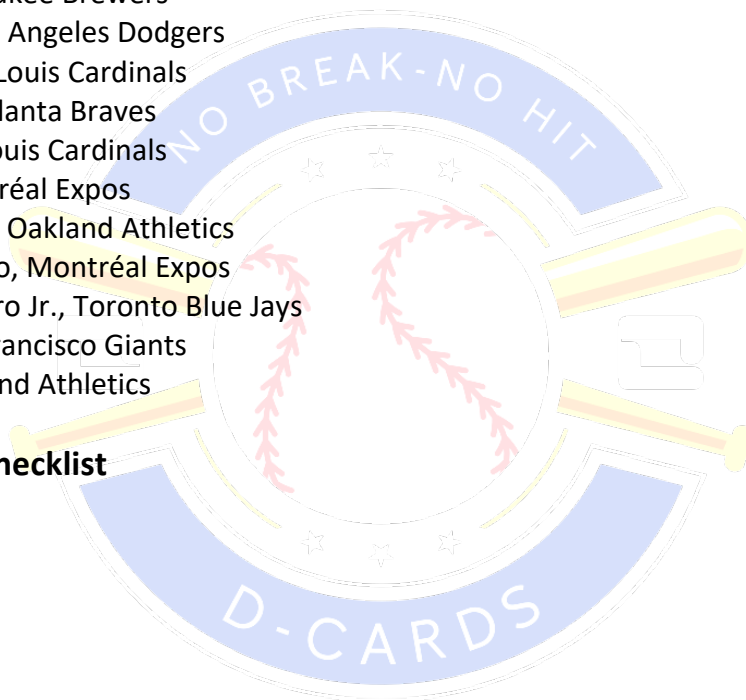 ukee Brewers
Angeles Dodgers
Louis Cardinals
lanta Braves
ouis Cardinals
réal Expos
Oakland Athletics
o, Montréal Expos
ro Jr., Toronto Blue Jays
rancisco Giants
nd Athletics
hecklist
NO BREAK-NO HIT
D-CARDS